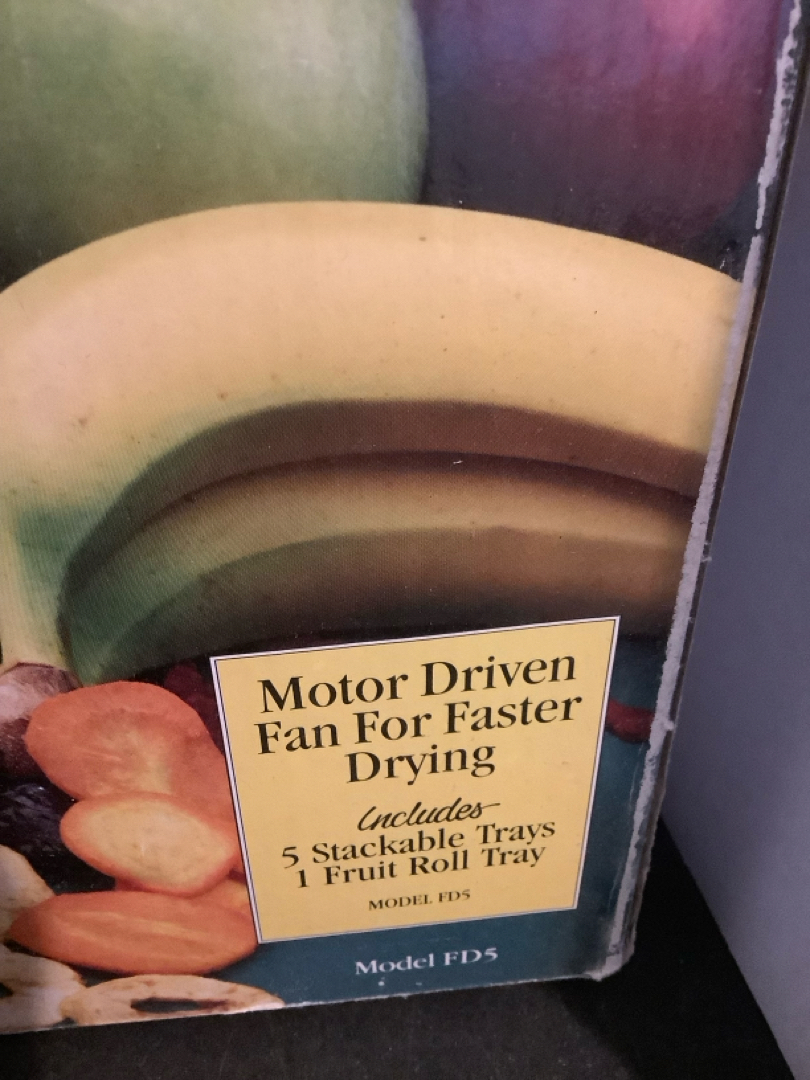 Motor Driven
Fan For Faster
Drying
Includes
5 Stackable Trays
1 Fruit Roll Tray
MODEL FD5
Model FD5